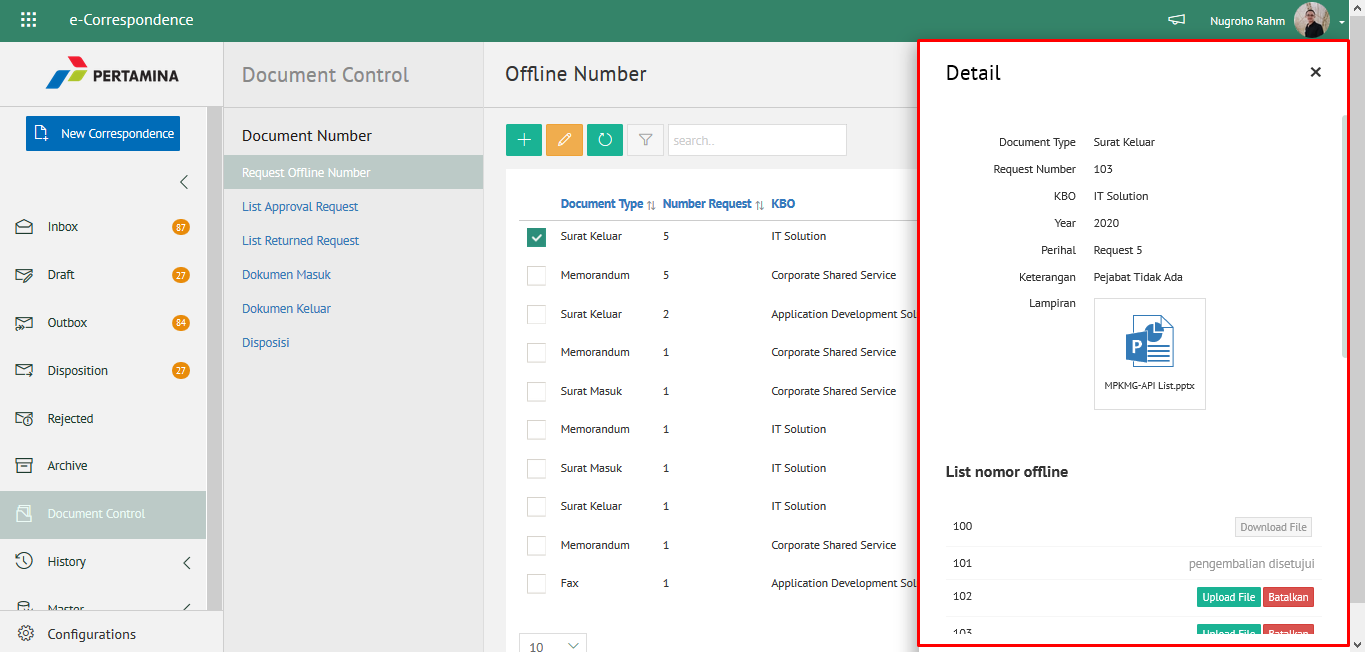 e-Correspondence
Nugroho Rahm
PERTAMINA
New Correspondence
Inbox 87
Draft 27
Outbox 84
Disposition 27
Rejected
Archive
Document Control
History
Master
Configurations
Document Control
Document Number
Request Offline Number
List Approval Request
List Returned Request
Dokumen Masuk
Dokumen Keluar
Disposisi
Offline Number
search..
Document Type Number Request KBO
Surat Keluar 5 IT Solution
Memorandum 5 Corporate Shared Service
Surat Keluar 2 Application Development Sol
Memorandum 1 Corporate Shared Service
Surat Masuk 1 Corporate Shared Service
Memorandum 1 IT Solution
Surat Masuk 1 IT Solution
Surat Keluar 1 IT Solution
Memorandum 1 Corporate Shared Service
Fax 1 Application Development Sol
10
Detail
Document Type Surat Keluar
Request Number 103
KBO IT Solution
Year 2020
Perihal Request 5
Keterangan Pejabat Tidak Ada
Lampiran
P
MPKMG-API List.pptx
List nomor offline
100 Download File
101 pengembalian disetujui
102 Upload File Batalkan
103 Upload File Batalkan